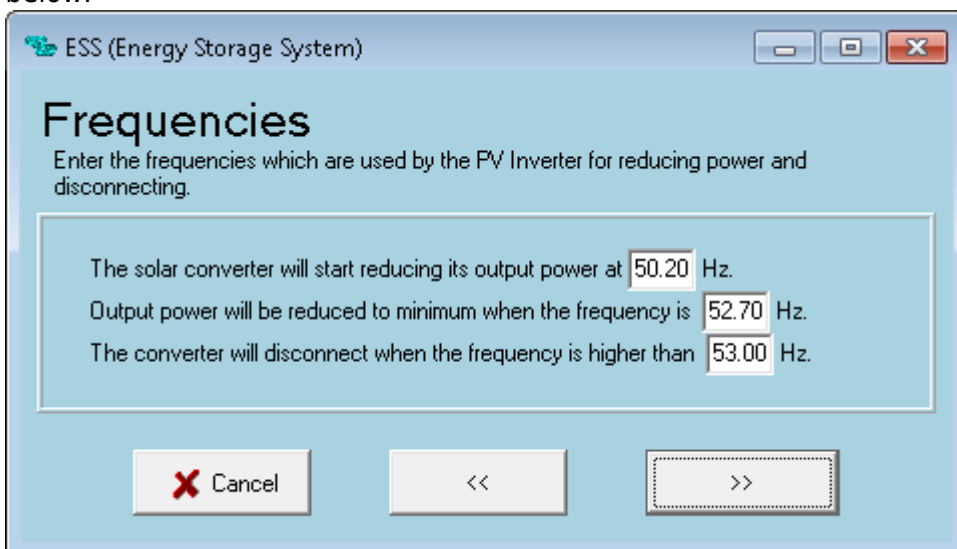 below.
ESS (Energy Storage System)
Frequencies
Enter the frequencies which are used by the PV Inverter for reducing power and
disconnecting.
The solar converter will start reducing its output power at 50.20 Hz.
Output power will be reduced to minimum when the frequency is 52.70 Hz.
The converter will disconnect when the frequency is higher than 53.00 Hz.
Cancel << >>